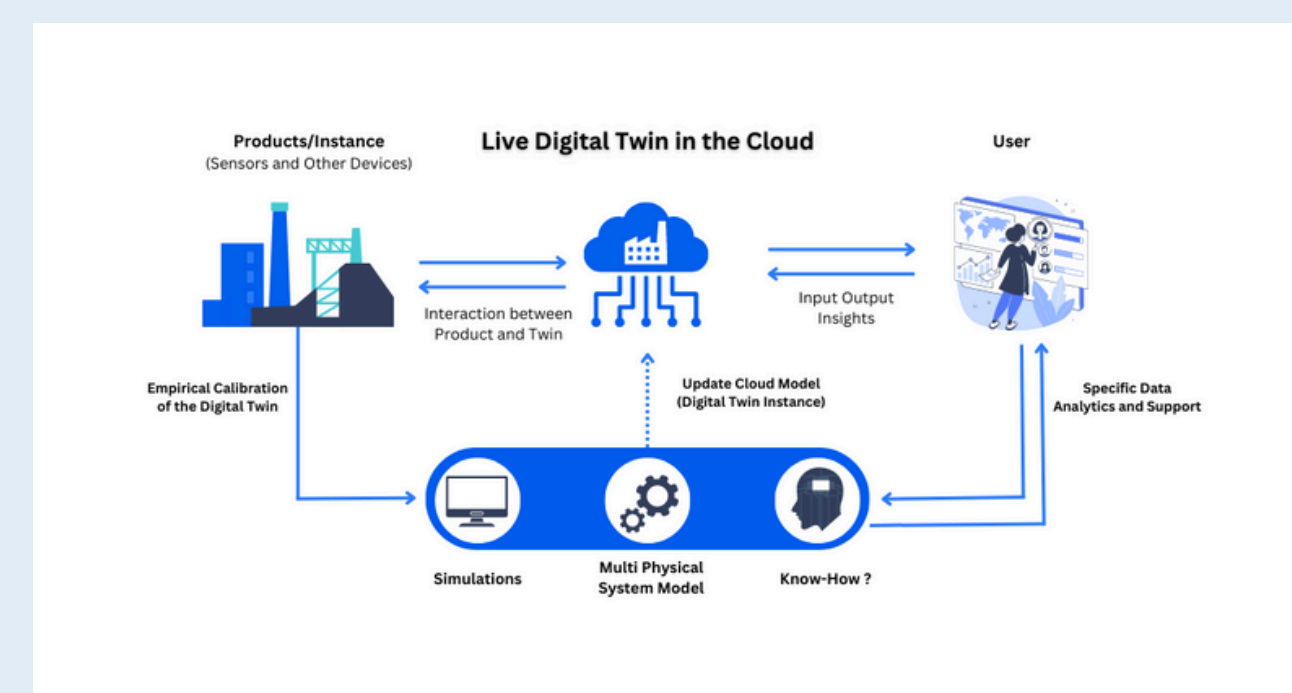 Products/Instance
(Sensors and Other Devices)
Live Digital Twin in the Cloud
User
Interaction between
Product and Twin
Input Output
Insights
Empirical Calibration
of the Digital Twin
Update Cloud Model
(Digital Twin Instance)
Specific Data
Analytics and Support
Simulations
Multi Physical
System Model
Know-How ?